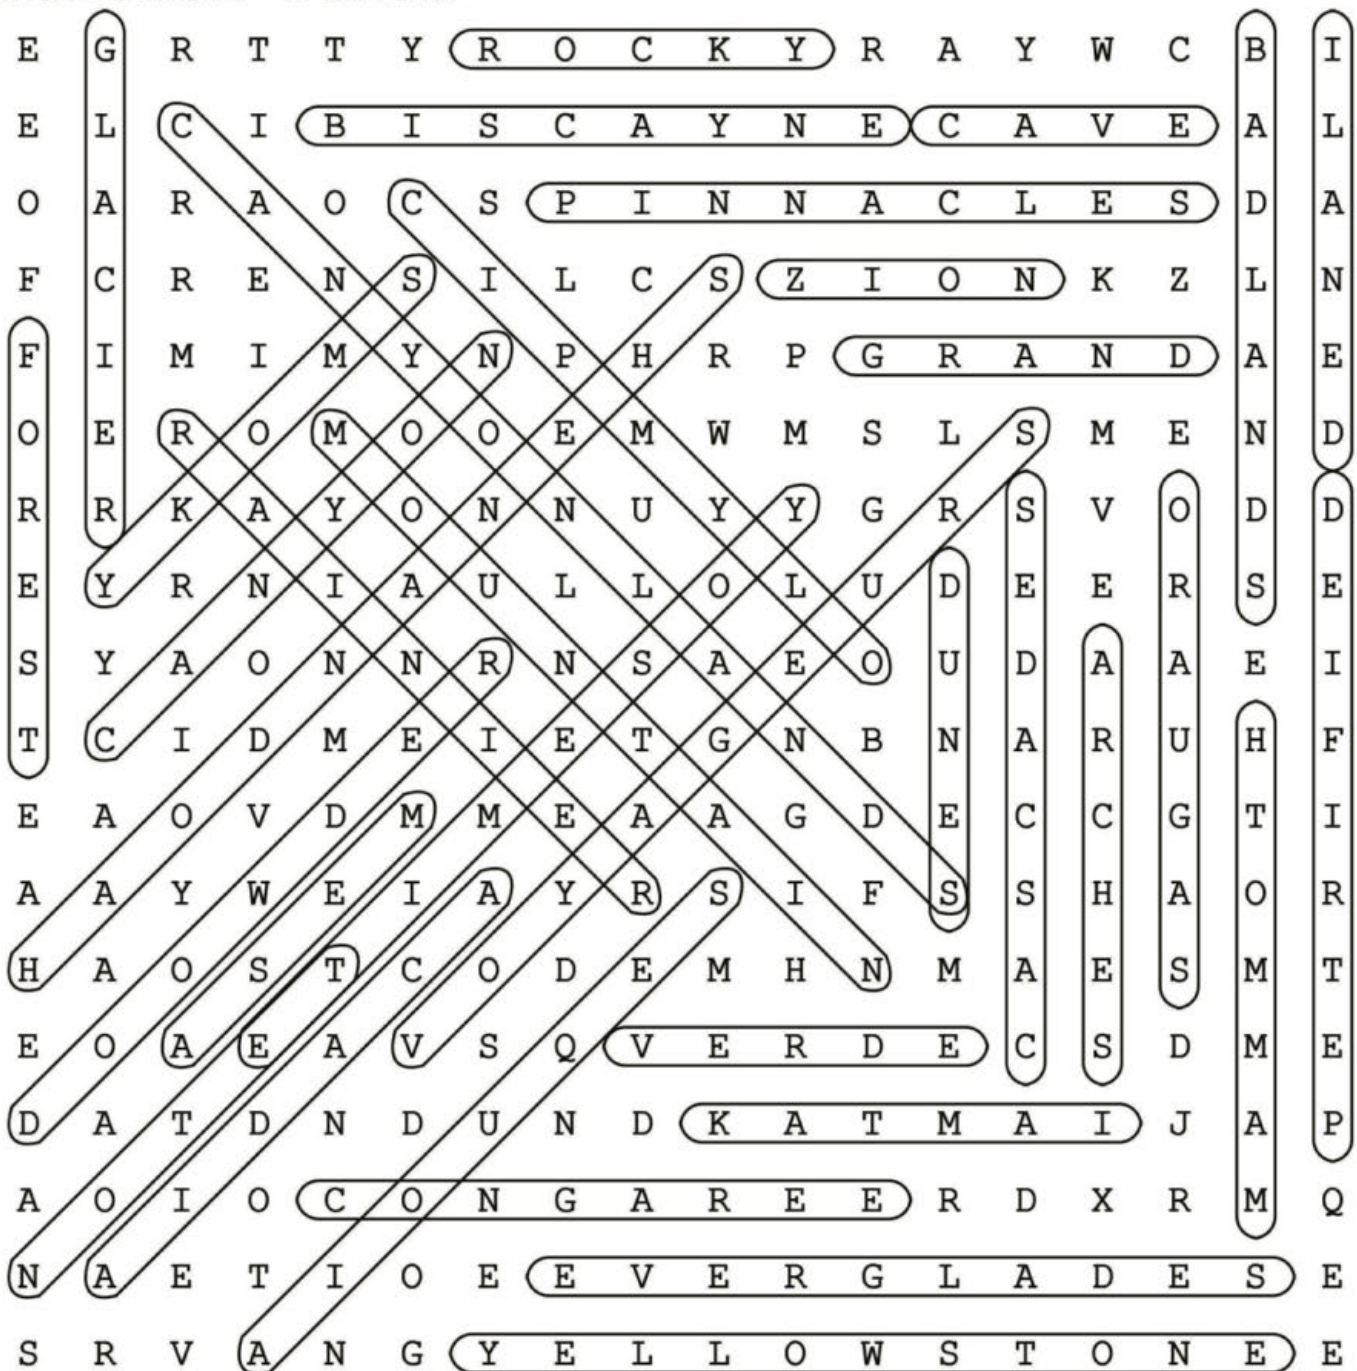 E G R T T Y R O C K Y R A Y W C B I
E L C I B I S C A Y N E C A V E A L
O A R A O C S P I N N A C L E S D A
F C R E N S I L C S Z I O N K Z L N
F I M I M Y N P H R P G R A N D A E
O E R O M O O E M W M S L S M E N D
R R K A Y O N N U Y Y G R S V O D D
E Y R N I A U L L O L U D E E R S E
S Y A O N N R N S A E O U D A A E I
T C I D M E I E T G N B N A R U H F
E A O V D M M E A A G D E C C G T I
A A Y W E I A Y R S I F S S H A O R
H A O S T C O D E M H N M A E S M T
E O A E A V S Q V E R D E C S D M E
D A T D N D U N D K A T M A I J A P
A O I O C O N G A R E E R D X R M Q
N A E T I O E E V E R G L A D E S E
S R V A N G Y E L L O W S T O N E E